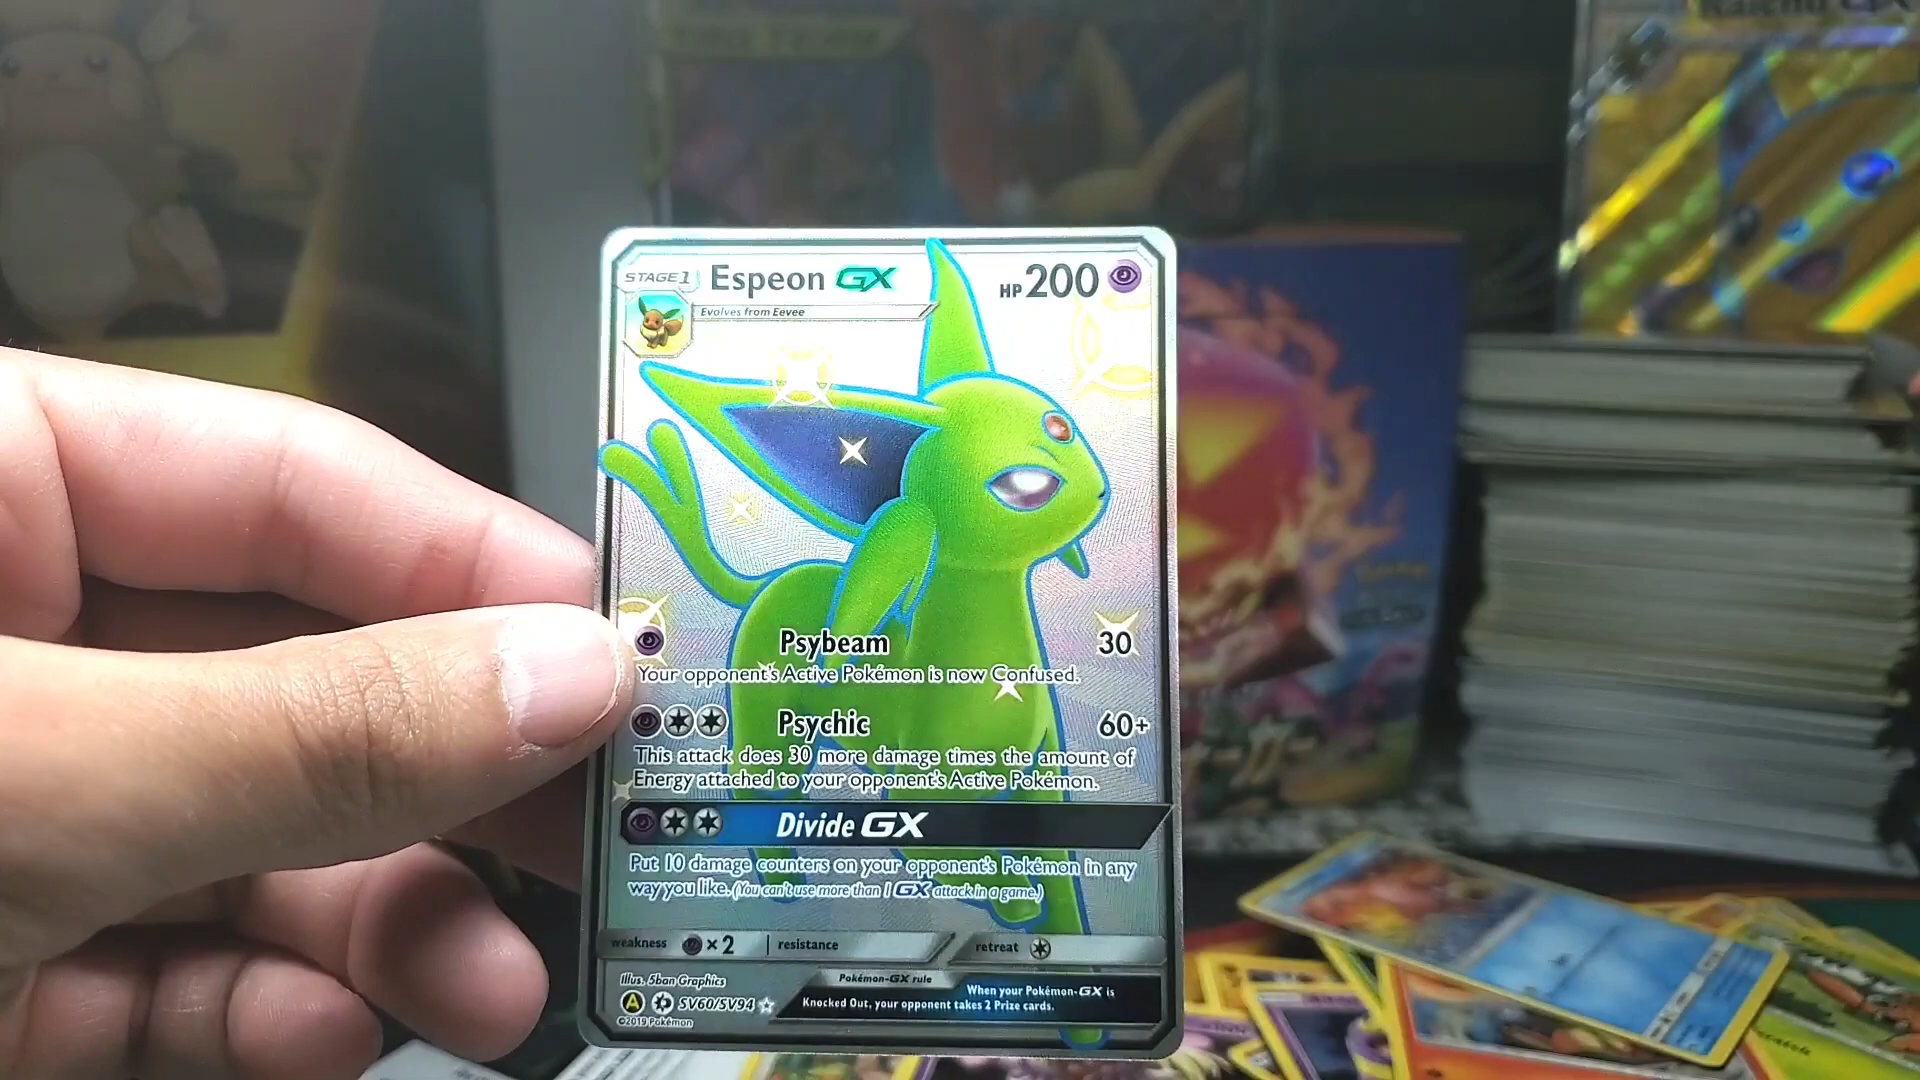 STAGE 1 Espeon GX HP 200
Evolves from Eevee
Psybeam 30
Your opponent's Active Pokémon is now Confused.
Psychic 60+
This attack does 30 more damage times the amount of
Energy attached to your opponent's Active Pokémon.
Divide GX
Put 10 damage counters on your opponent's Pokémon in any
way you like. (You can't use more than 1 GX attack in a game.)
weakness ×2 resistance retreat
Illus. 5ban Graphics
Pokémon-GX rule
When your Pokémon-GX is
Knocked Out, your opponent takes 2 Prize cards.
A SV60/SV94
©2019 Pokémon
Raichu GX